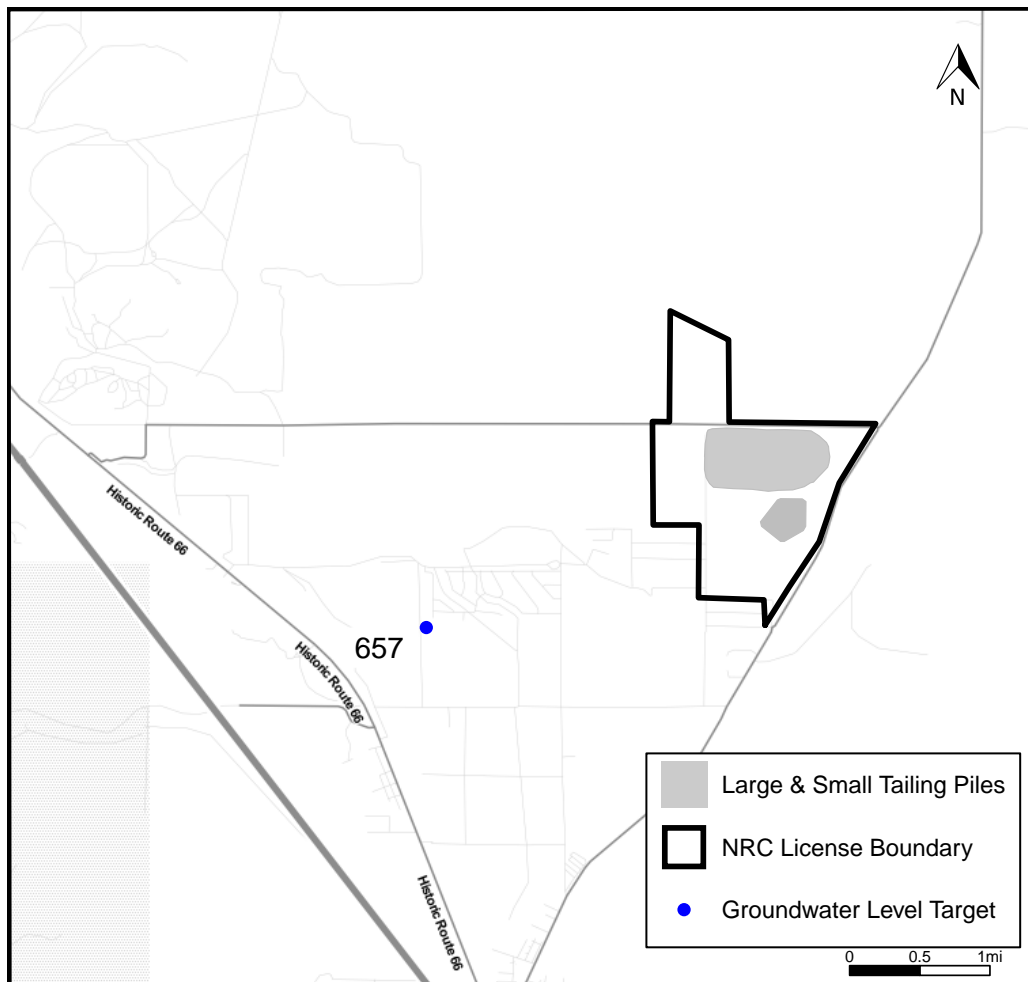 N
Historic Route 66
Historic Route 66
657
Historic Route 66
Large & Small Tailing Piles
NRC License Boundary
Groundwater Level Target
0 0.5 1mi